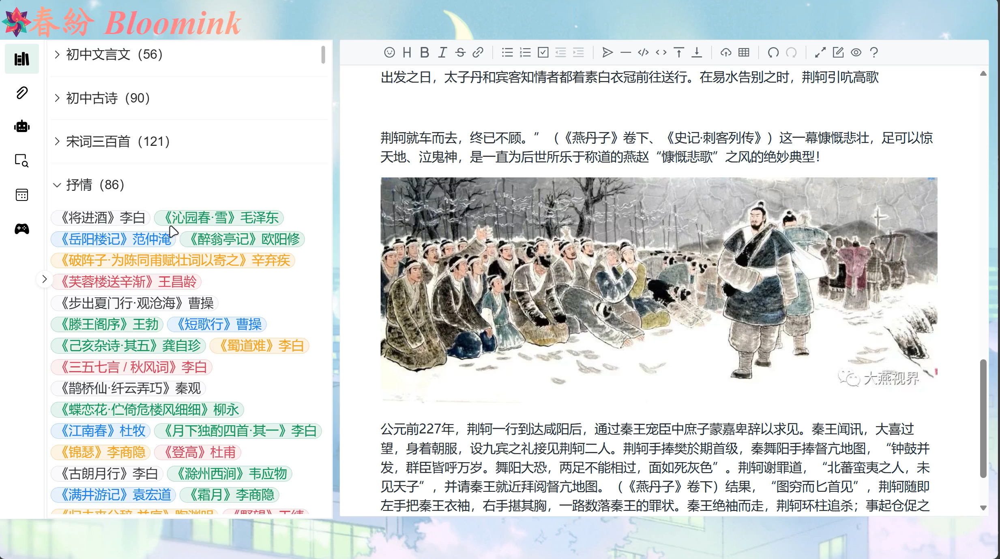 春紛 Bloomink
初中文言文（56）
初中古诗（90）
宋词三百首（121）
抒情（86）
《将进酒》李白
《沁园春·雪》毛泽东
《岳阳楼记》范仲淹
《醉翁亭记》欧阳修
《破阵子·为陈同甫赋壮词以寄之》辛弃疾
《芙蓉楼送辛渐》王昌龄
《步出夏门行·观沧海》曹操
《滕王阁序》王勃
《短歌行》曹操
《己亥杂诗·其五》龚自珍
《蜀道难》李白
《三五七言 / 秋风词》李白
《鹊桥仙·纤云弄巧》秦观
《蝶恋花·伫倚危楼风细细》柳永
《江南春》杜牧
《月下独酌四首·其一》李白
《锦瑟》李商隐
《登高》杜甫
《古朗月行》李白
《滁州西涧》韦应物
《满井游记》袁宏道
《霜月》李商隐
《归去来兮辞·并序》陶渊明
《野望》王绩
出发之日，太子丹和宾客知情者都着素白衣冠前往送行。在易水告别之时，荆轲引吭高歌
荆轲就车而去，终已不顾。”（《燕丹子》卷下、《史记·刺客列传》）这一幕慷慨悲壮，足可以惊
天地、泣鬼神，是一直为后世所乐于称道的燕赵“慷慨悲歌”之风的绝妙典型！
大燕视界
公元前227年，荆轲一行到达咸阳后，通过秦王宠臣中庶子蒙嘉卑辞以求见。秦王闻讯，大喜过
望，身着朝服，设九宾之礼接见荆轲二人。荆轲手捧樊於期首级，秦舞阳手捧督亢地图，“钟鼓并
发，群臣皆呼万岁。舞阳大恐，两足不能相过，面如死灰色”。荆轲谢罪道，“北蕃蛮夷之人，未
见天子”，并请秦王就近拜阅督亢地图。（《燕丹子》卷下）结果，“图穷而匕首见”，荆轲随即
左手把秦王衣袖，右手揕其胸，一路数落秦王的罪状。秦王绝袖而走，荆轲环柱追杀；事起仓促之